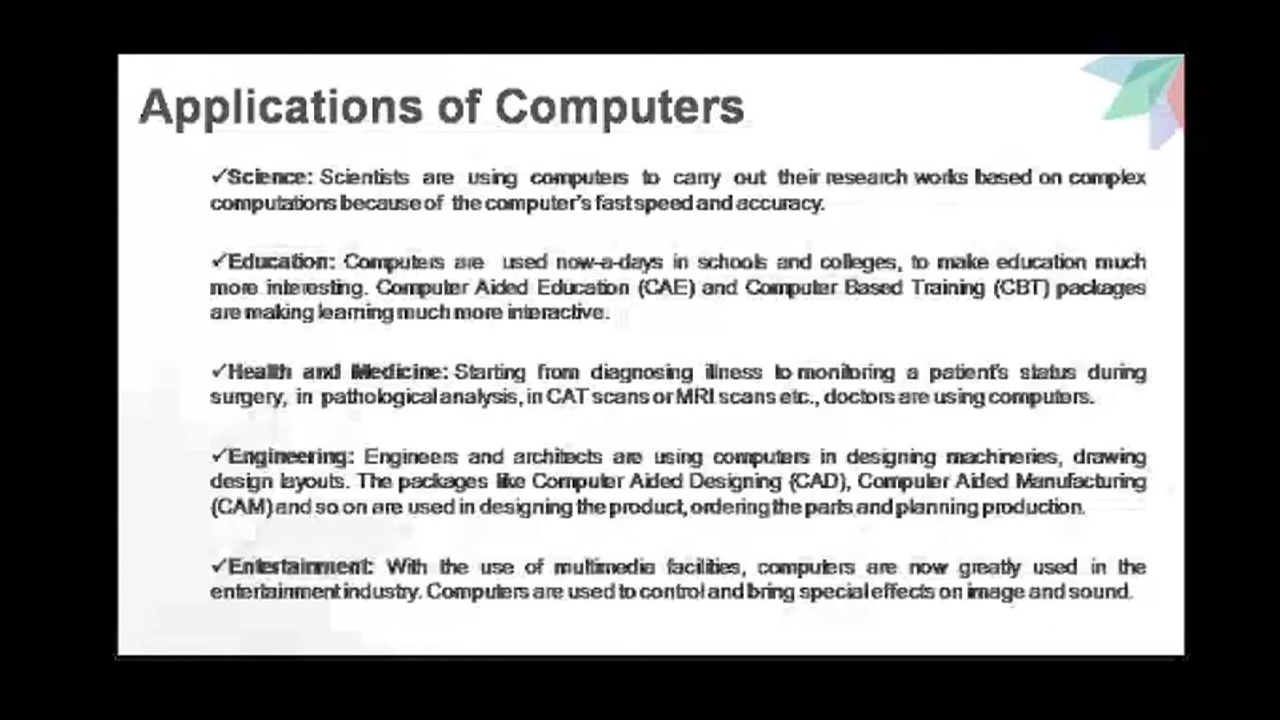 Applications of Computers
✓Science: Scientists are using computers to carry out their research works based on complex
computations because of the computer's fast speed and accuracy.
✓Education: Computers are used now-a-days in schools and colleges, to make education much
more interesting. Computer Aided Education (CAE) and Computer Based Training (CBT) packages
are making learning much more interactive.
✓Health and Medicine: Starting from diagnosing illness to monitoring a patient's status during
surgery, in pathological analysis, in CAT scans or MRI scans etc., doctors are using computers.
✓Engineering: Engineers and architects are using computers in designing machineries, drawing
design layouts. The packages like Computer Aided Designing (CAD), Computer Aided Manufacturing
(CAM) and so on are used in designing the product, ordering the parts and planning production.
✓Entertainment: With the use of multimedia facilities, computers are now greatly used in the
entertainment industry. Computers are used to control and bring special effects on image and sound.